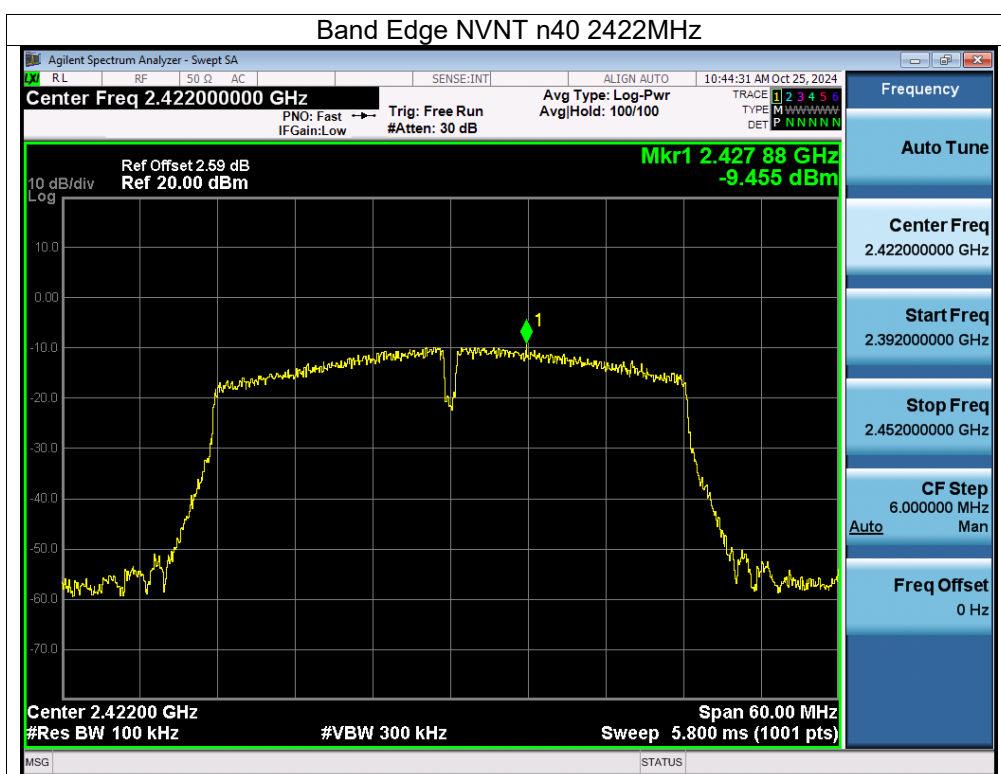 Band Edge NVNT n40 2422MHz
Agilent Spectrum Analyzer - Swept SA
LXI RL RF 50 Ω AC SENSE:INT ALIGN AUTO 10:44:31 AM Oct 25, 2024
Center Freq 2.422000000 GHz
PNO: Fast
IFGain:Low
Trig: Free Run
#Atten: 30 dB
Avg Type: Log-Pwr
Avg|Hold: 100/100
TRACE 1 2 3 4 5 6
TYPE M W W W W W
DET P N N N N N
Mkr1 2.427 88 GHz
-9.455 dBm
Ref Offset 2.59 dB
10 dB/div Ref 20.00 dBm
Log
10.0
0.00
-10.0
-20.0
-30.0
-40.0
-50.0
-60.0
-70.0
1
Center 2.42200 GHz Span 60.00 MHz
#Res BW 100 kHz #VBW 300 kHz Sweep 5.800 ms (1001 pts)
MSG STATUS
Frequency
Auto Tune
Center Freq
2.422000000 GHz
Start Freq
2.392000000 GHz
Stop Freq
2.452000000 GHz
CF Step
6.000000 MHz
Auto Man
Freq Offset
0 Hz